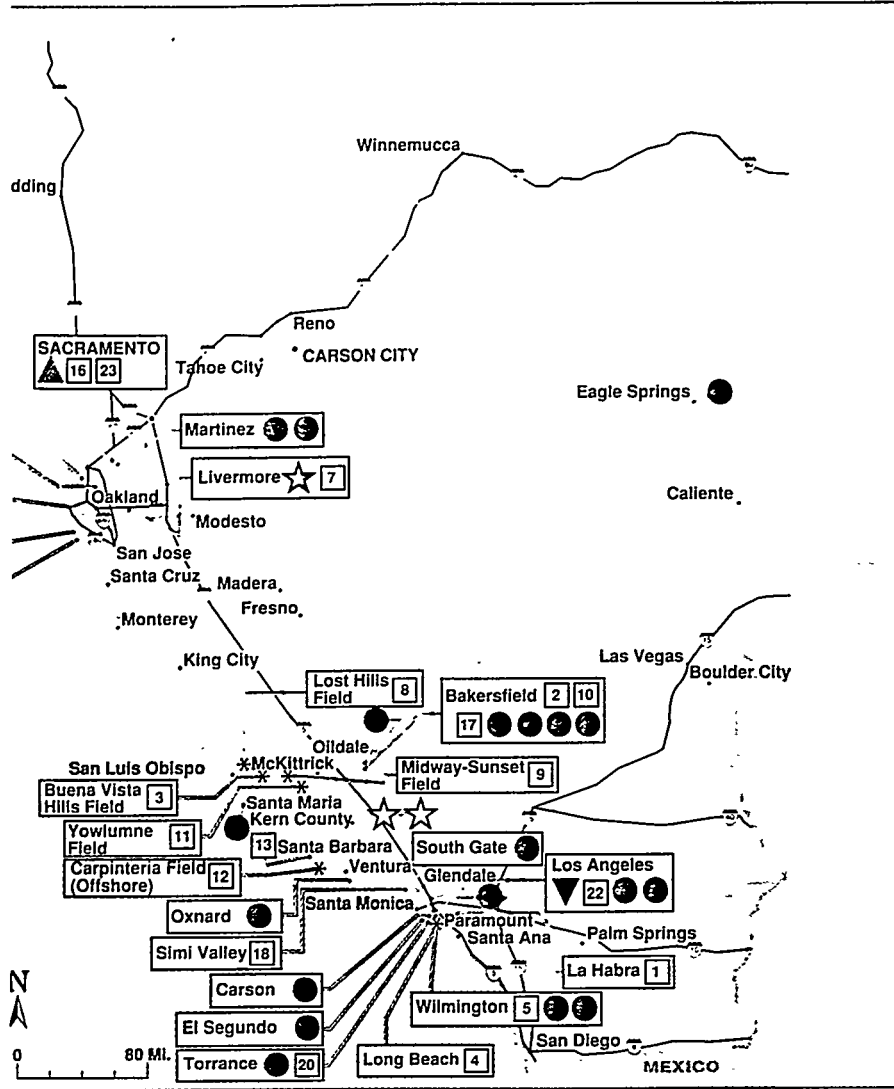 Winnemucca
dding
Reno
CARSON CITY
SACRAMENTO
16 23
Tahoe City
Eagle Springs
Martinez
Livermore 7
Caliente
Oakland
Modesto
San Jose
Santa Cruz
Madera
Fresno
Monterey
King City
Las Vegas
Boulder City
Lost Hills
Field
8
Bakersfield 2 10
17
Oildale
McKittrick
San Luis Obispo
Midway-Sunset
Field
9
Buena Vista
Hills Field
3
Santa Maria
Kern County
Yowlumne
Field
11
13
Santa Barbara
South Gate
Carpinteria Field
(Offshore)
12
Ventura
Glendale
Los Angeles
22
Oxnard
Santa Monica
Paramount
Santa Ana
Palm Springs
Simi Valley 18
La Habra 1
Carson
Wilmington 5
El Segundo
San Diego
N
Torrance 20
Long Beach 4
0 80 MI.
MEXICO